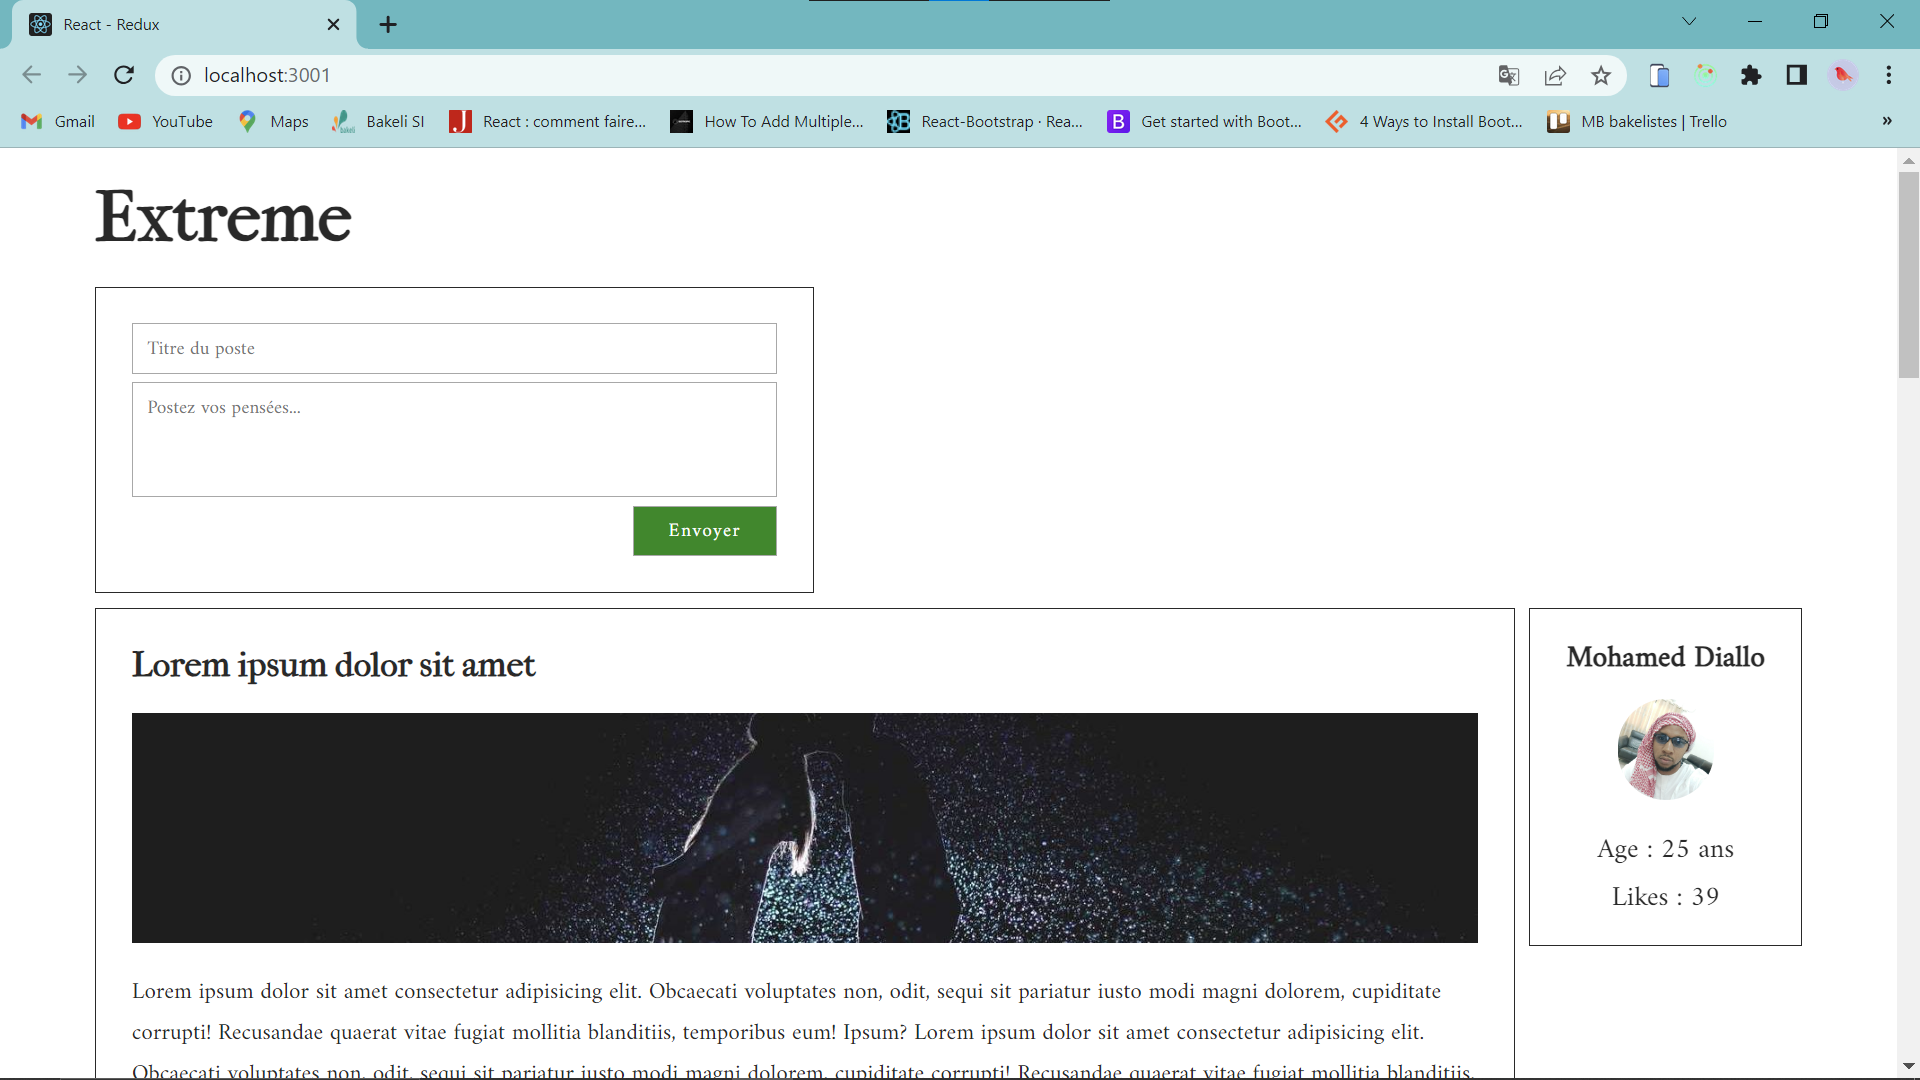 React - Redux
localhost:3001
Gmail
YouTube
Maps
Bakeli SI
React : comment faire...
How To Add Multiple...
React-Bootstrap · Rea...
Get started with Boot...
4 Ways to Install Boot...
MB bakelistes | Trello
»
Extreme
Titre du poste
Postez vos pensées...
Envoyer
Lorem ipsum dolor sit amet
Lorem ipsum dolor sit amet consectetur adipisicing elit. Obcaecati voluptates non, odit, sequi sit pariatur iusto modi magni dolorem, cupiditate
corrupti! Recusandae quaerat vitae fugiat mollitia blanditiis, temporibus eum! Ipsum? Lorem ipsum dolor sit amet consectetur adipisicing elit.
Obcaecati voluptates non, odit, sequi sit pariatur iusto modi magni dolorem, cupiditate corrupti! Recusandae quaerat vitae fugiat mollitia blanditiis,
Mohamed Diallo
Age : 25 ans
Likes : 39